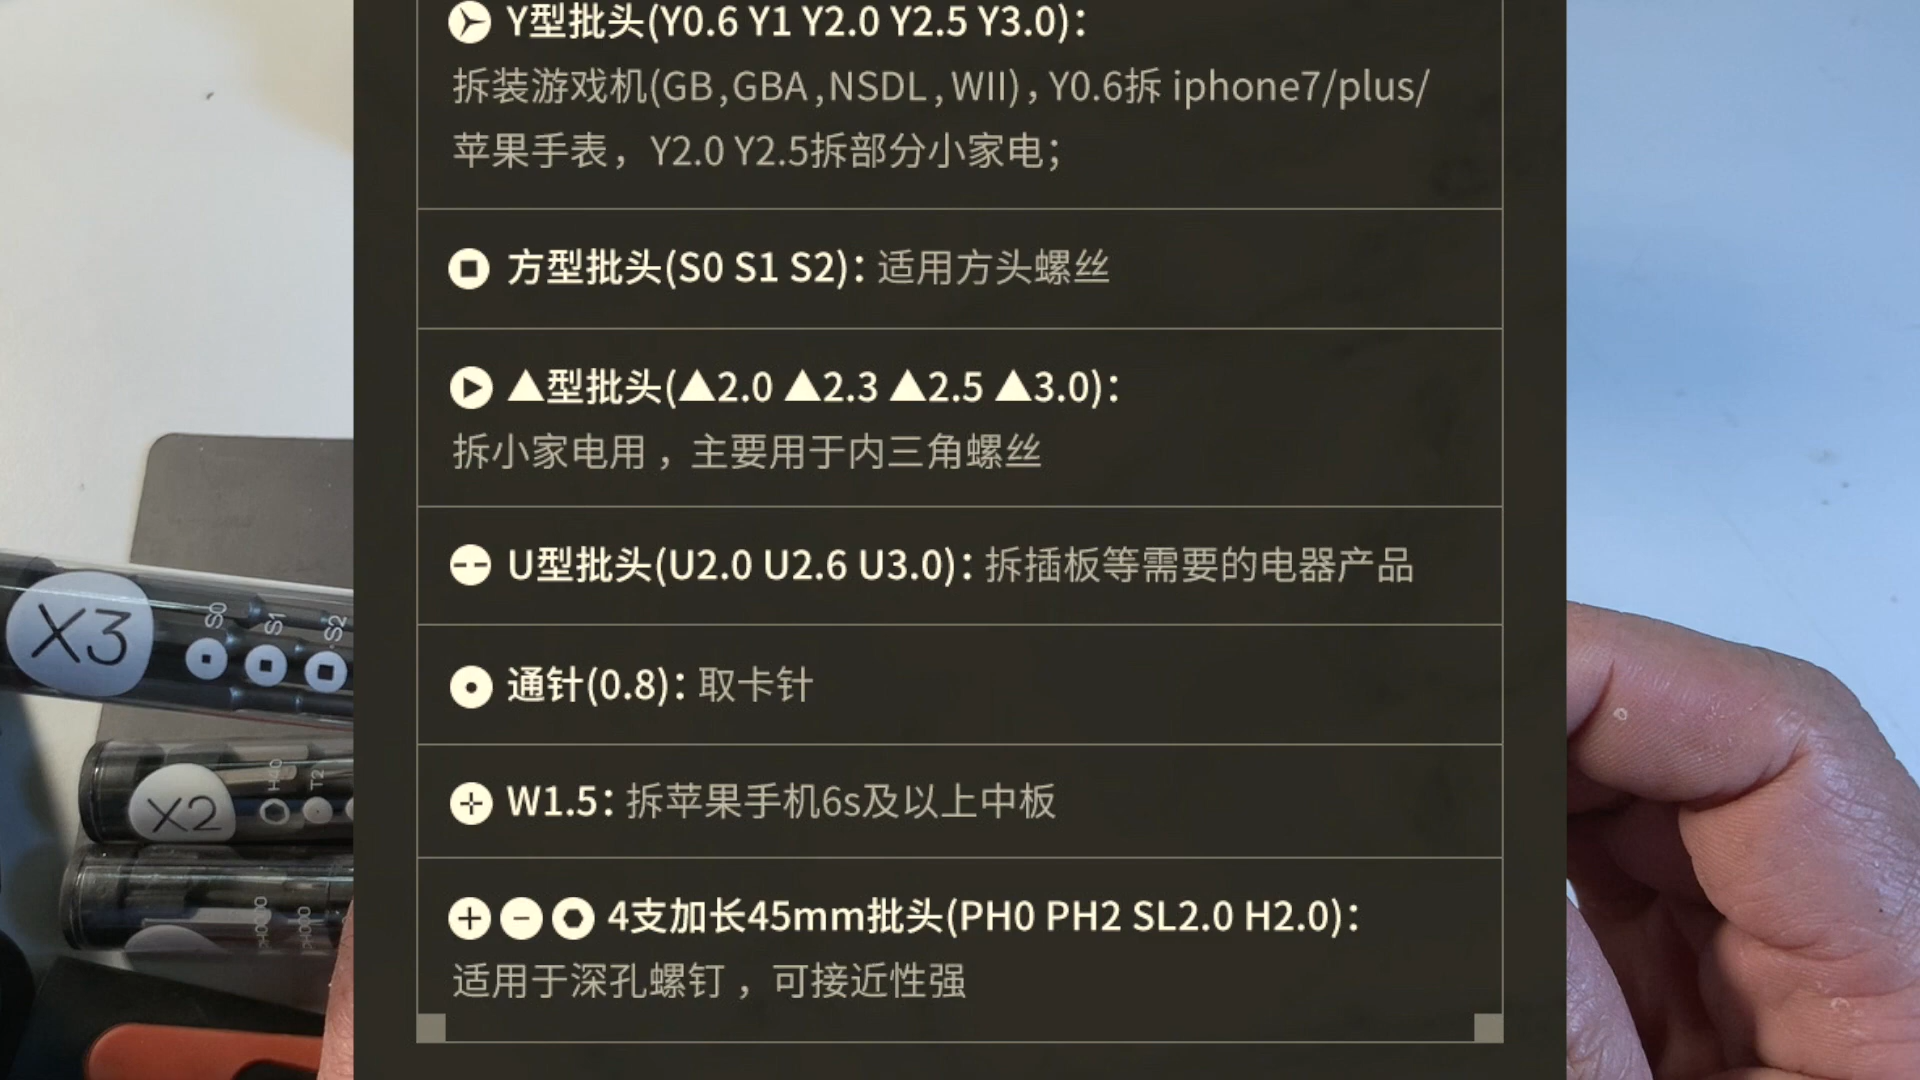 Y型批头(Y0.6 Y1 Y2.0 Y2.5 Y3.0)：
拆装游戏机(GB,GBA,NSDL,WII)，Y0.6拆 iphone7/plus/
苹果手表，Y2.0 Y2.5拆部分小家电；
方型批头(S0 S1 S2)：适用方头螺丝
▲型批头(▲2.0 ▲2.3 ▲2.5 ▲3.0)：
拆小家电用，主要用于内三角螺丝
U型批头(U2.0 U2.6 U3.0)：拆插板等需要的电器产品
通针(0.8)：取卡针
W1.5：拆苹果手机6s及以上中板
4支加长45mm批头(PH0 PH2 SL2.0 H2.0)：
适用于深孔螺钉，可接近性强
X3 S0 S1 S2
X2 H4.0 T2
PH000